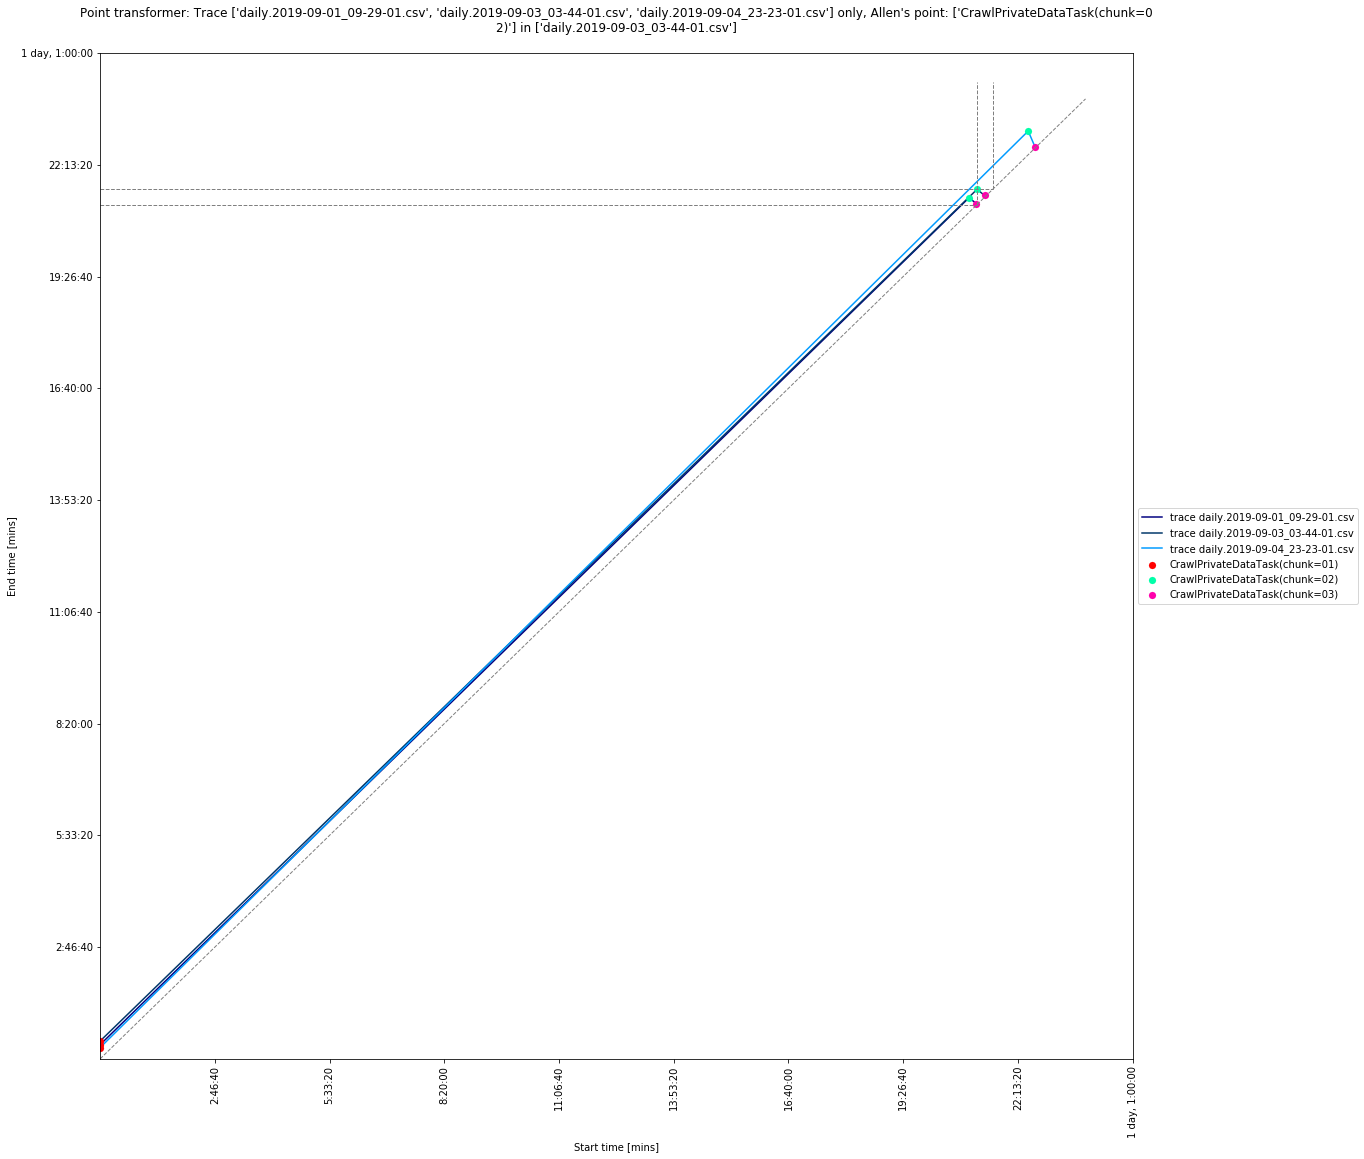 Point transformer: Trace ['daily.2019-09-01_09-29-01.csv', 'daily.2019-09-03_03-44-01.csv', 'daily.2019-09-04_23-23-01.csv'] only, Allen's point: ['CrawlPrivateDataTask(chunk=0
2)'] in ['daily.2019-09-03_03-44-01.csv']
1 day, 1:00:00
22:13:20
19:26:40
16:40:00
13:53:20
11:06:40
8:20:00
5:33:20
2:46:40
End time [mins]
trace daily.2019-09-01_09-29-01.csv
trace daily.2019-09-03_03-44-01.csv
trace daily.2019-09-04_23-23-01.csv
CrawlPrivateDataTask(chunk=01)
CrawlPrivateDataTask(chunk=02)
CrawlPrivateDataTask(chunk=03)
2:46:40
5:33:20
8:20:00
11:06:40
13:53:20
16:40:00
19:26:40
22:13:20
1 day, 1:00:00
Start time [mins]